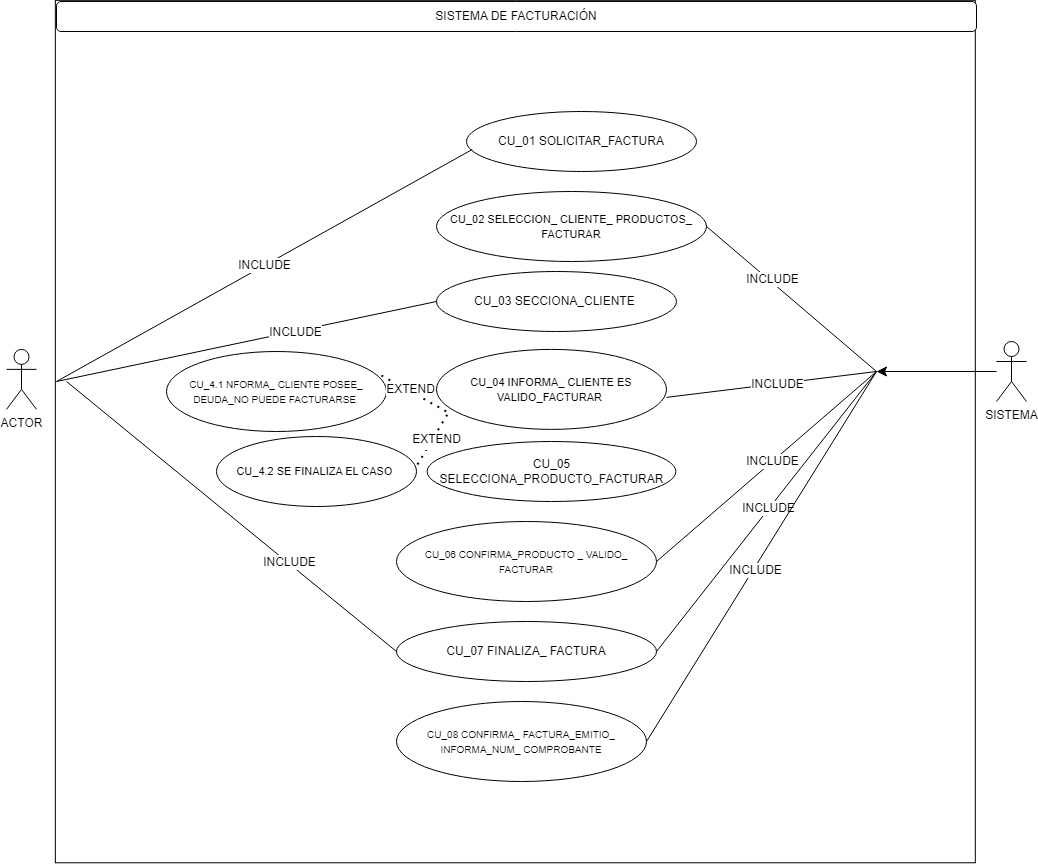 SISTEMA DE FACTURACIÓN
CU_01 SOLICITAR_FACTURA
CU_02 SELECCION_ CLIENTE_ PRODUCTOS_
FACTURAR
INCLUDE
INCLUDE
CU_03 SECCIONA_CLIENTE
INCLUDE
CU_4.1 NFORMA_ CLIENTE POSEE_
DEUDA_NO PUEDE FACTURARSE
EXTEND
CU_04 INFORMA_ CLIENTE ES
VALIDO_FACTURAR
INCLUDE
ACTOR
SISTEMA
EXTEND
CU_4.2 SE FINALIZA EL CASO
CU_05
SELECCIONA_PRODUCTO_FACTURAR
INCLUDE
INCLUDE
CU_06 CONFIRMA_PRODUCTO _ VALIDO_
FACTURAR
INCLUDE
INCLUDE
CU_07 FINALIZA_ FACTURA
CU_08 CONFIRMA_ FACTURA_EMITIO_
INFORMA_NUM_ COMPROBANTE